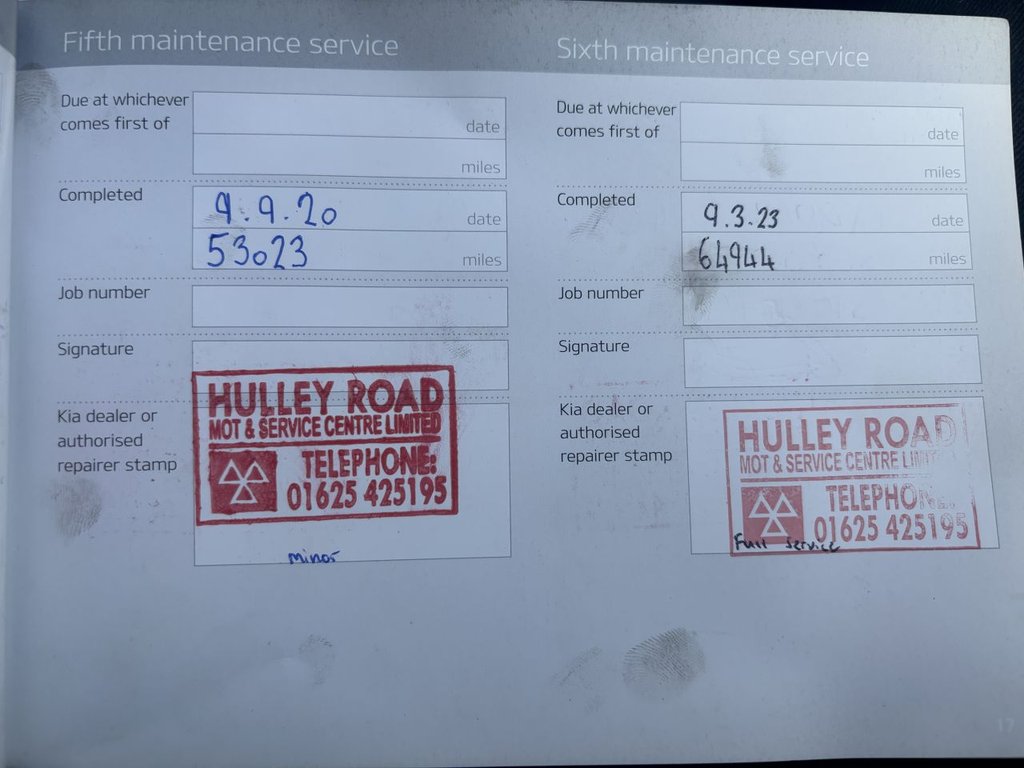 Fifth maintenance service
Due at whichever
comes first of
date
miles
Completed
9.9.20
date
53023
miles
Job number
Signature
Kia dealer or
authorised
repairer stamp
HULLEY ROAD
MOT & SERVICE CENTRE LIMITED
TELEPHONE:
01625 425195
minor
Sixth maintenance service
Due at whichever
comes first of
date
miles
Completed
9.3.23
date
64944
miles
Job number
Signature
Kia dealer or
authorised
repairer stamp
HULLEY ROAD
MOT & SERVICE CENTRE LIMITED
TELEPHONE:
01625 425195
Full service
17